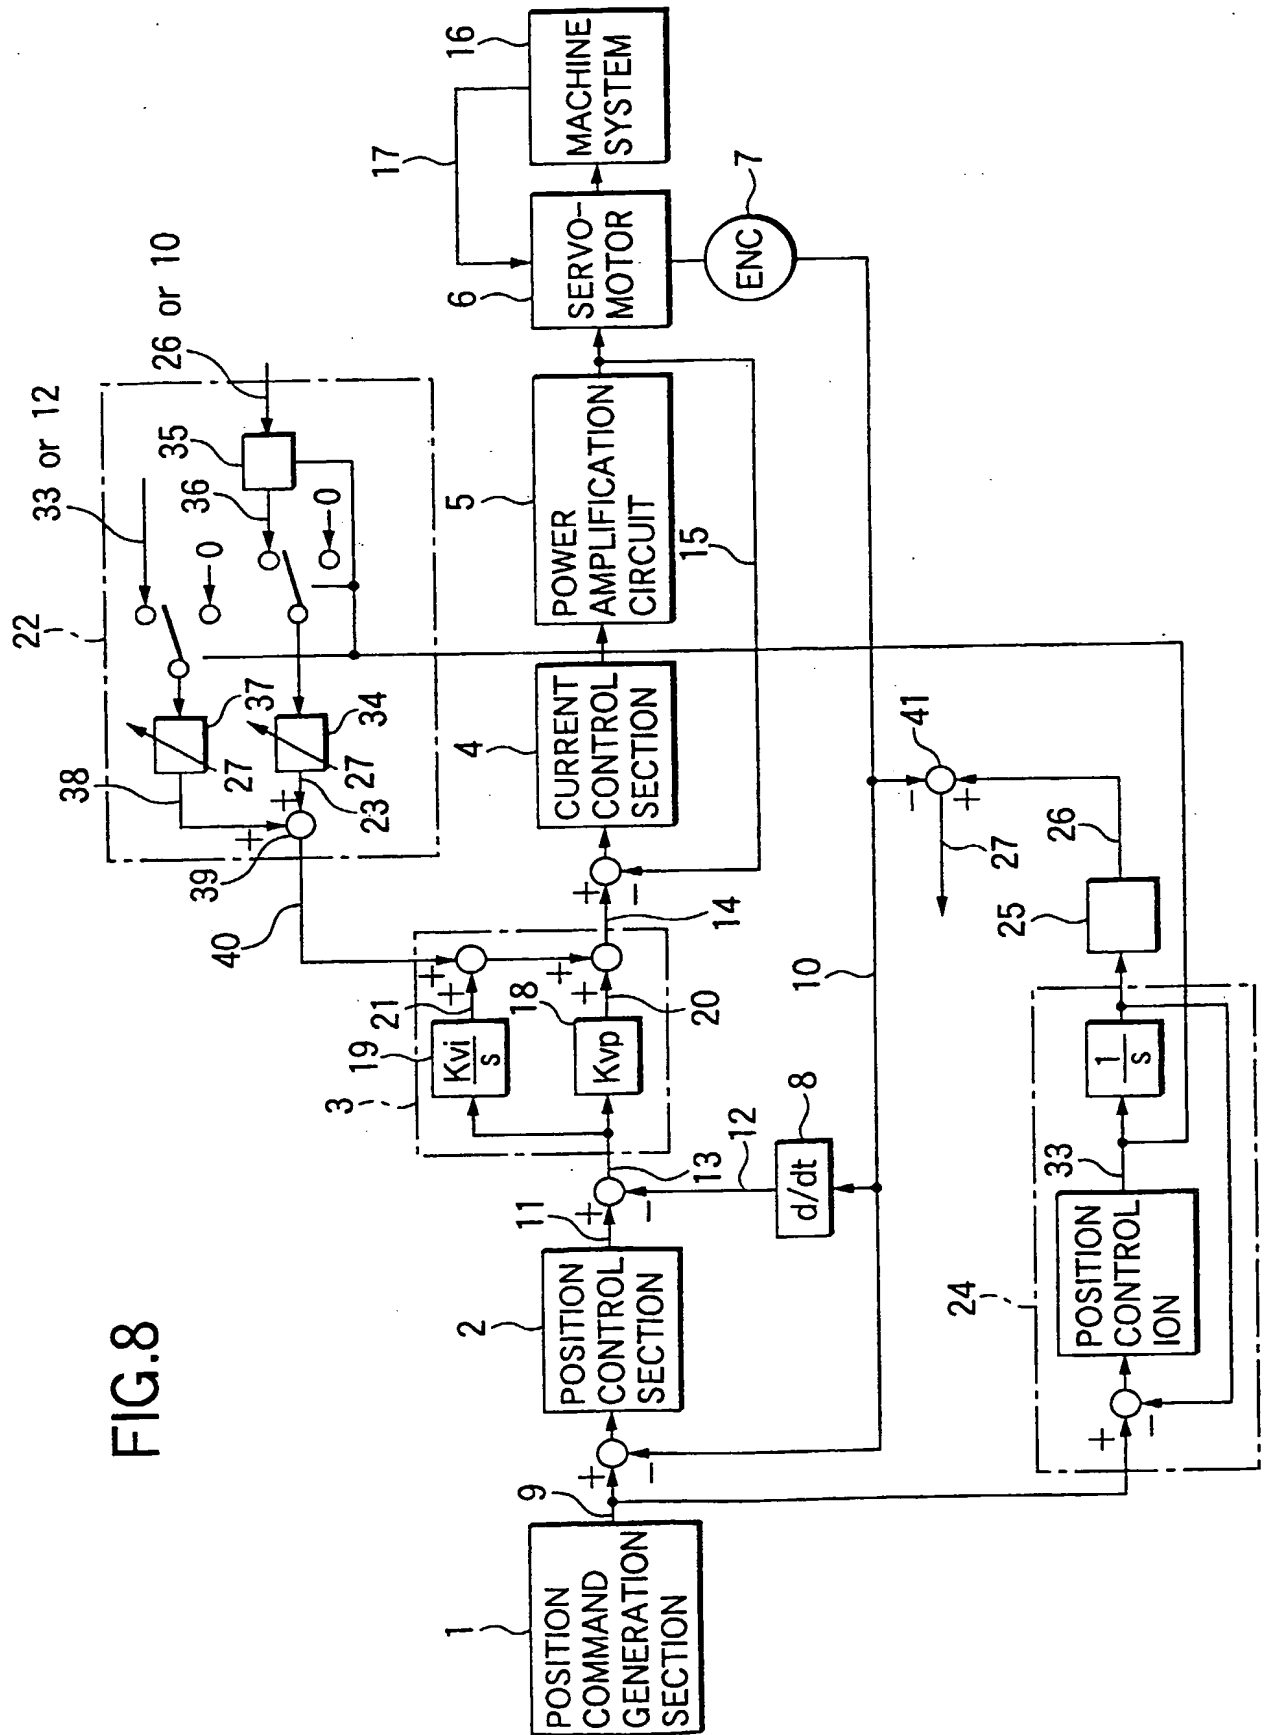 FIG.8
1
POSITION
COMMAND
GENERATION
SECTION
9
+
−
2
POSITION
CONTROL
SECTION
11
+
−
13
12
8
d/dt
3
19
Kvi
s
21
+
+
18
Kvp
20
+
+
14
+
−
40
39
22
38
+
+
37
27
23
27
34
33 or 12
0
36
35
26 or 10
0
4
CURRENT
CONTROL
SECTION
5
POWER
AMPLIFICATION
CIRCUIT
15
6
SERVO-
MOTOR
17
16
MACHINE
SYSTEM
7
ENC
10
41
−
+
27
26
25
24
+
−
POSITION
CONTROL
ION
33
1
s